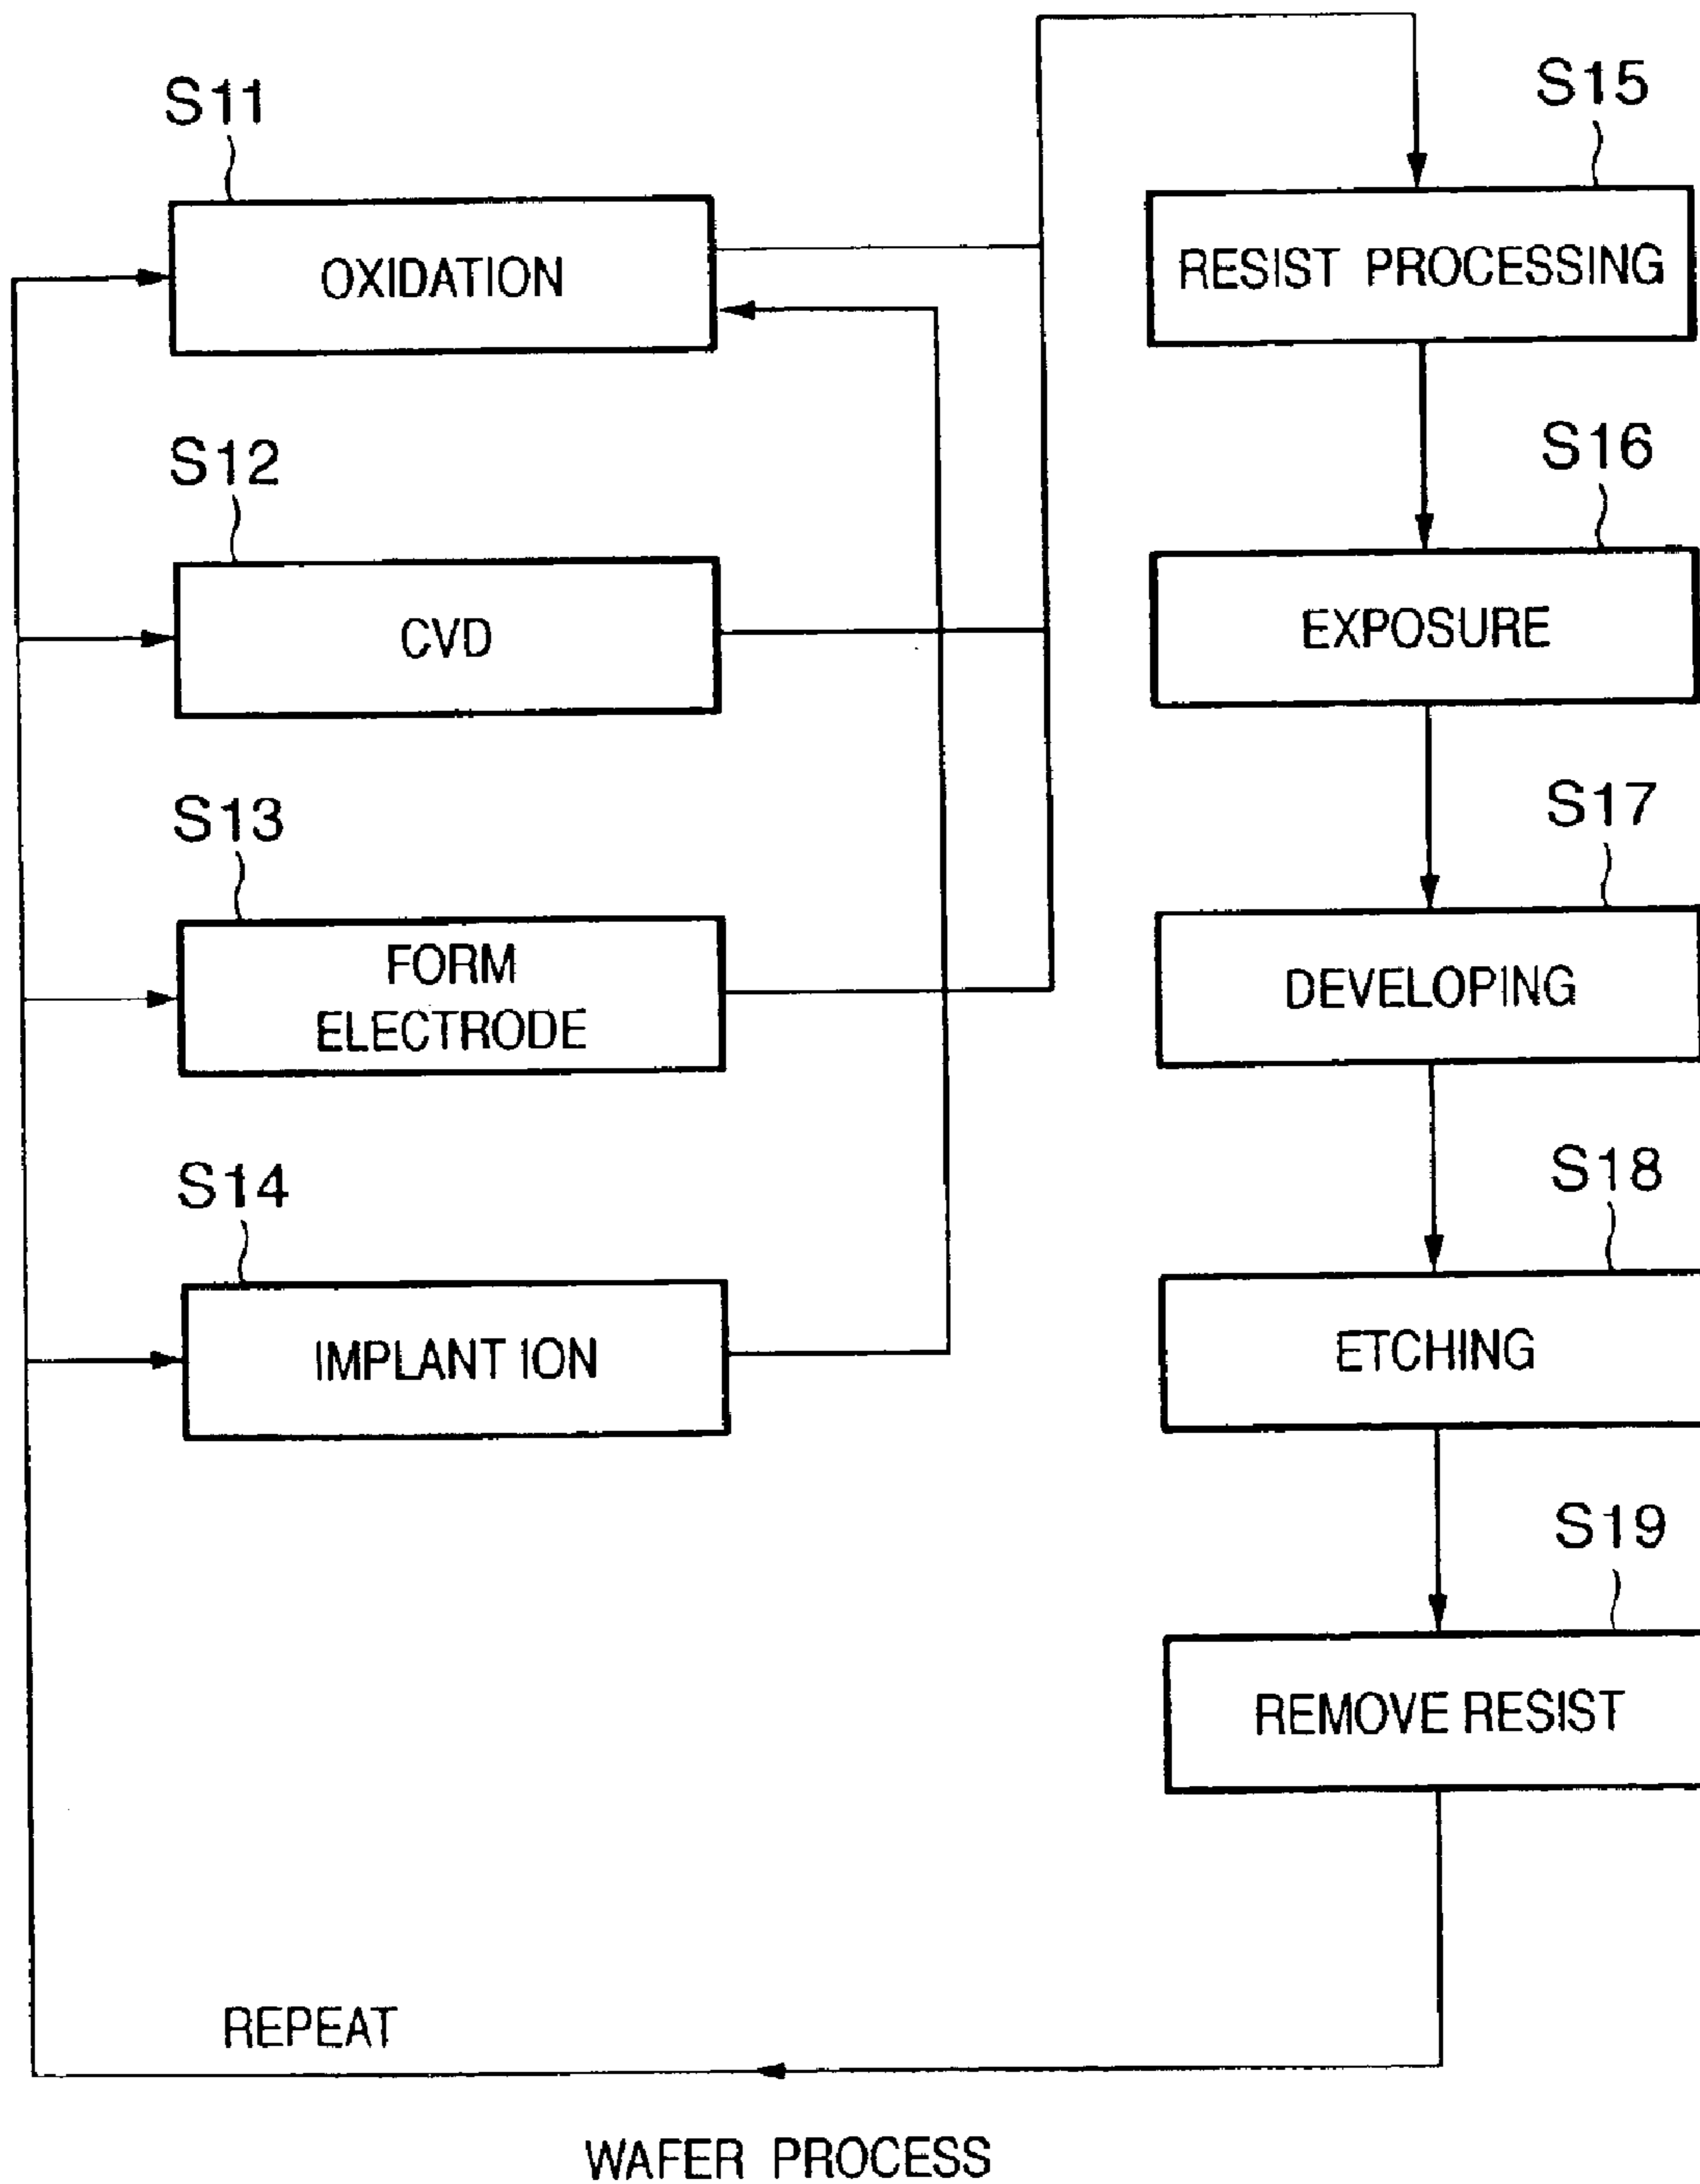 S11
OXIDATION
S12
CVD
S13
FORM
ELECTRODE
S14
IMPLANT ION
S15
RESIST PROCESSING
S16
EXPOSURE
S17
DEVELOPING
S18
ETCHING
S19
REMOVE RESIST
REPEAT
WAFER PROCESS